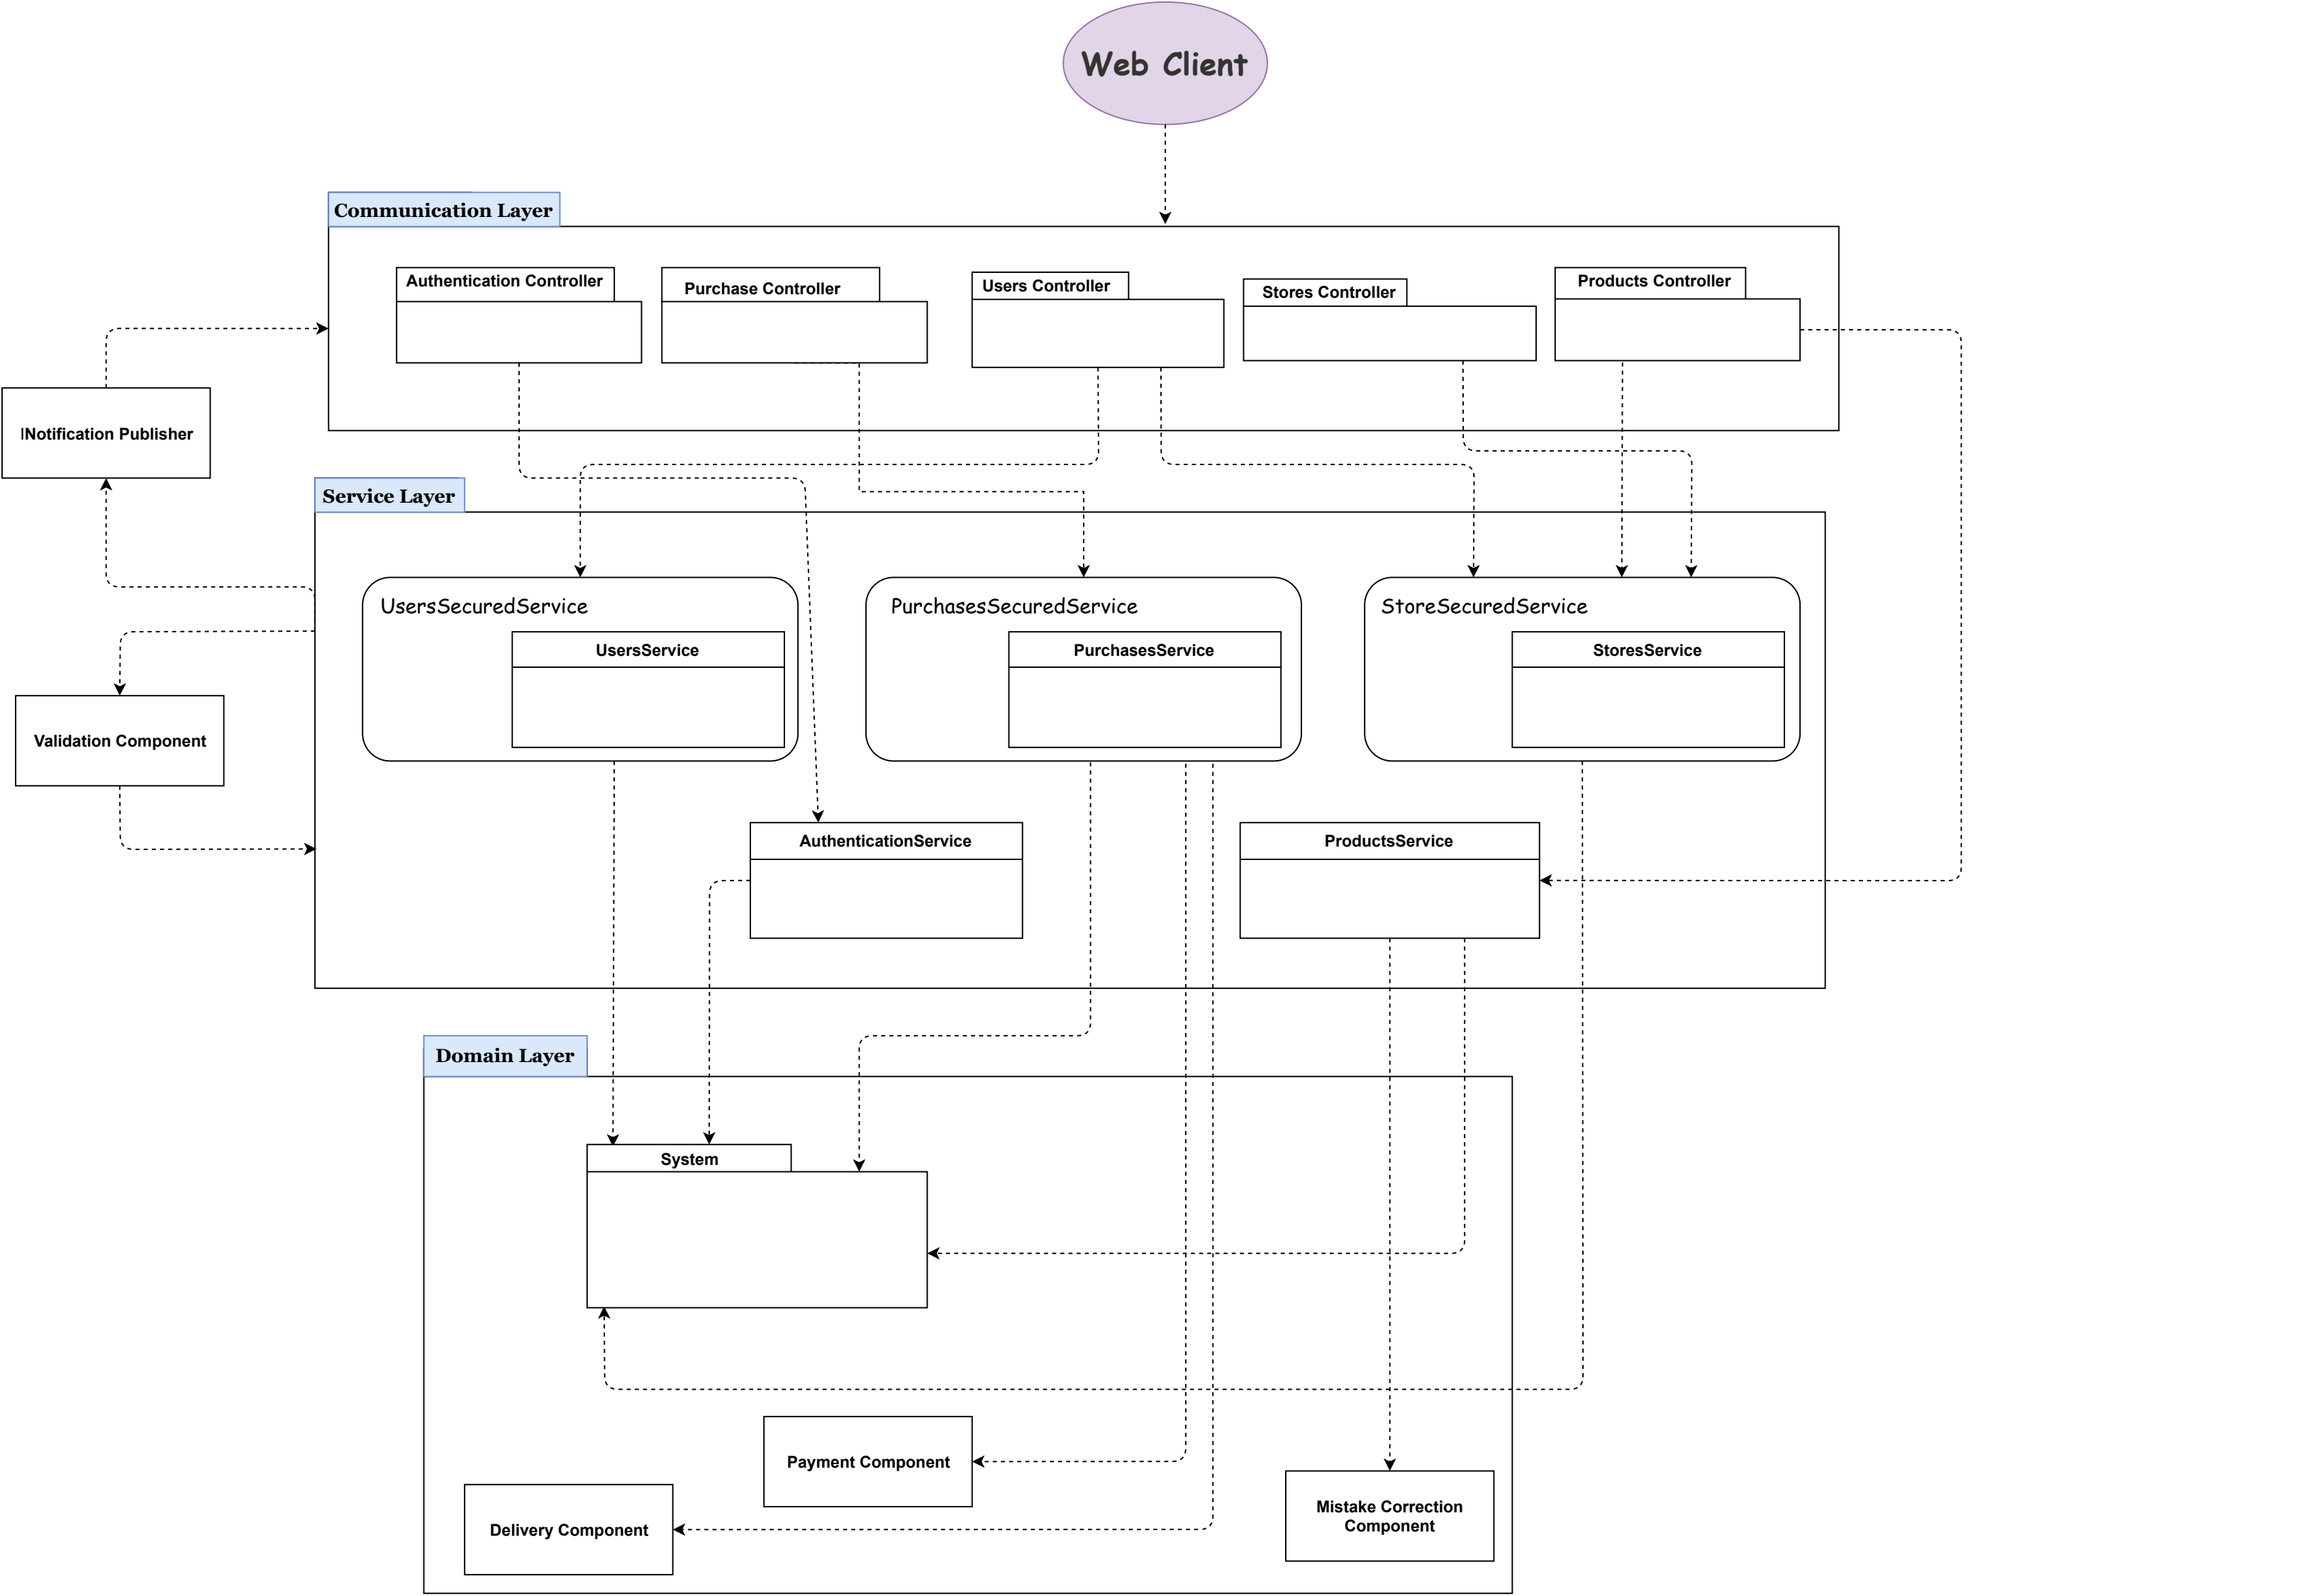 Web Client
Communication Layer
Authentication Controller
Purchase Controller
Users Controller
Stores Controller
Products Controller
INotification Publisher
Service Layer
UsersSecuredService
UsersService
PurchasesSecuredService
PurchasesService
StoreSecuredService
StoresService
Validation Component
AuthenticationService
ProductsService
Domain Layer
System
Payment Component
Delivery Component
Mistake Correction
Component